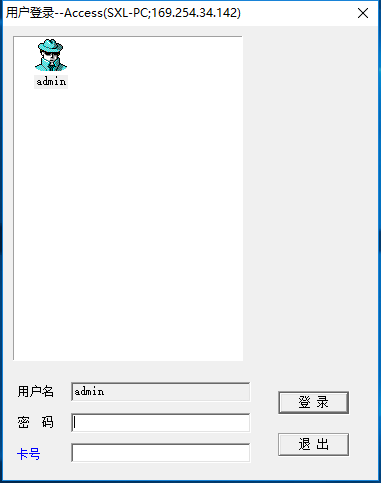 用户登录--Access(SXL-PC;169.254.34.142)
admin
用户名 admin
登 录
密 码
退 出
卡号